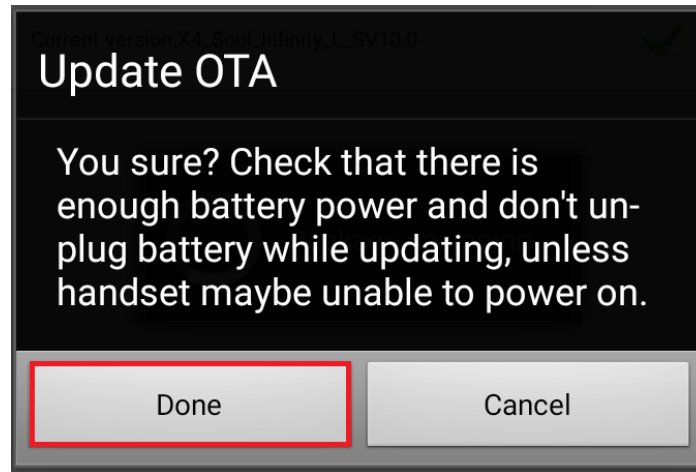 Current version:X4_Soul_Infinity_L_SV10.0
Update OTA
You sure? Check that there is
enough battery power and don't un-
plug battery while updating, unless
handset maybe unable to power on.
Done
Cancel